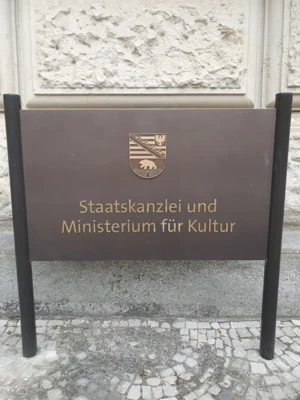 Staatskanzlei und
Ministerium für Kultur